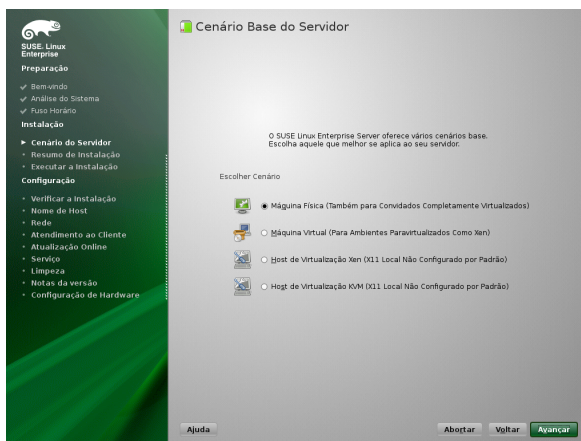 SUSE. Linux
Enterprise
Preparação
Bem-vindo
Análise do Sistema
Fuso Horário
Instalação
Cenário do Servidor
Resumo de Instalação
Executar a Instalação
Configuração
Verificar a Instalação
Nome de Host
Rede
Atendimento ao Cliente
Atualização Online
Serviço
Limpeza
Notas da versão
Configuração de Hardware
Cenário Base do Servidor
O SUSE Linux Enterprise Server oferece vários cenários base.
Escolha aquele que melhor se aplica ao seu servidor.
Escolher Cenário
Máquina Física (Também para Convidados Completamente Virtualizados)
Máquina Virtual (Para Ambientes Paravirtualizados Como Xen)
Host de Virtualização Xen (X11 Local Não Configurado por Padrão)
Host de Virtualização KVM (X11 Local Não Configurado por Padrão)
Ajuda
Abortar
Voltar
Avançar